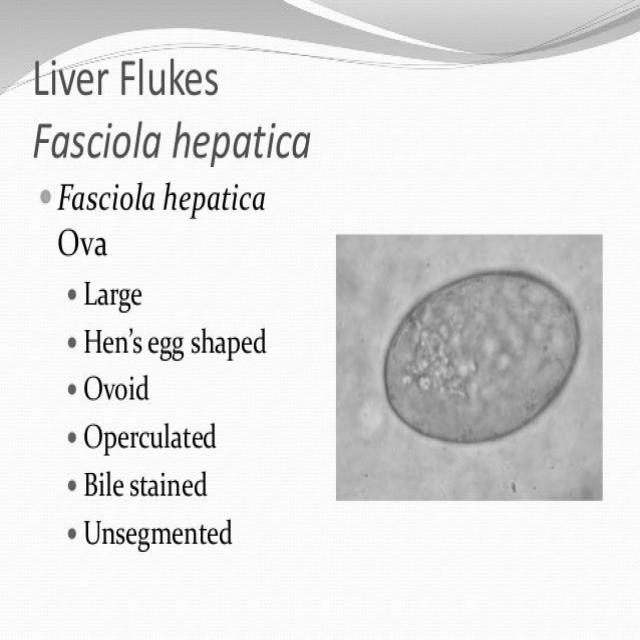 Liver Flukes
Fasciola hepatica
• Fasciola hepatica
Ova
• Large
• Hen’s egg shaped
• Ovoid
• Operculated
• Bile stained
• Unsegmented